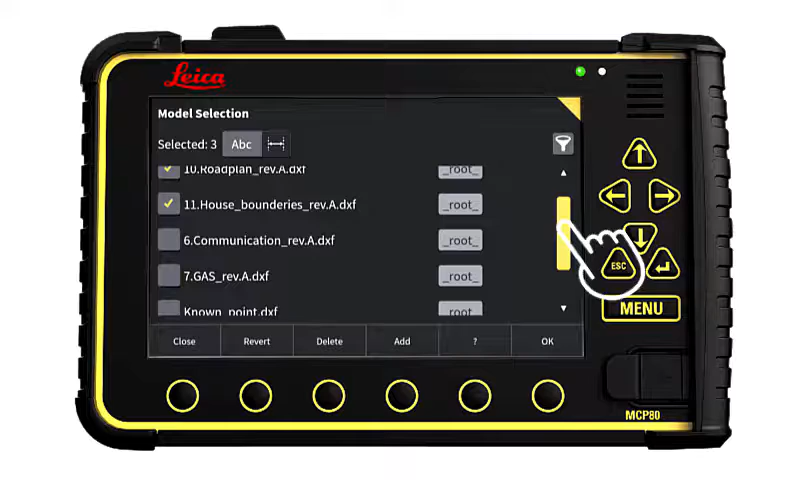 Leica
Model Selection
Selected: 3 Abc
10.Roadplan_rev.A.dxf _root_
11.House_bounderies_rev.A.dxf _root_
6.Communication_rev.A.dxf _root_
7.GAS_rev.A.dxf _root_
Known_point.dxf _root_
Close Revert Delete Add ? OK
ESC
MENU
MCP80